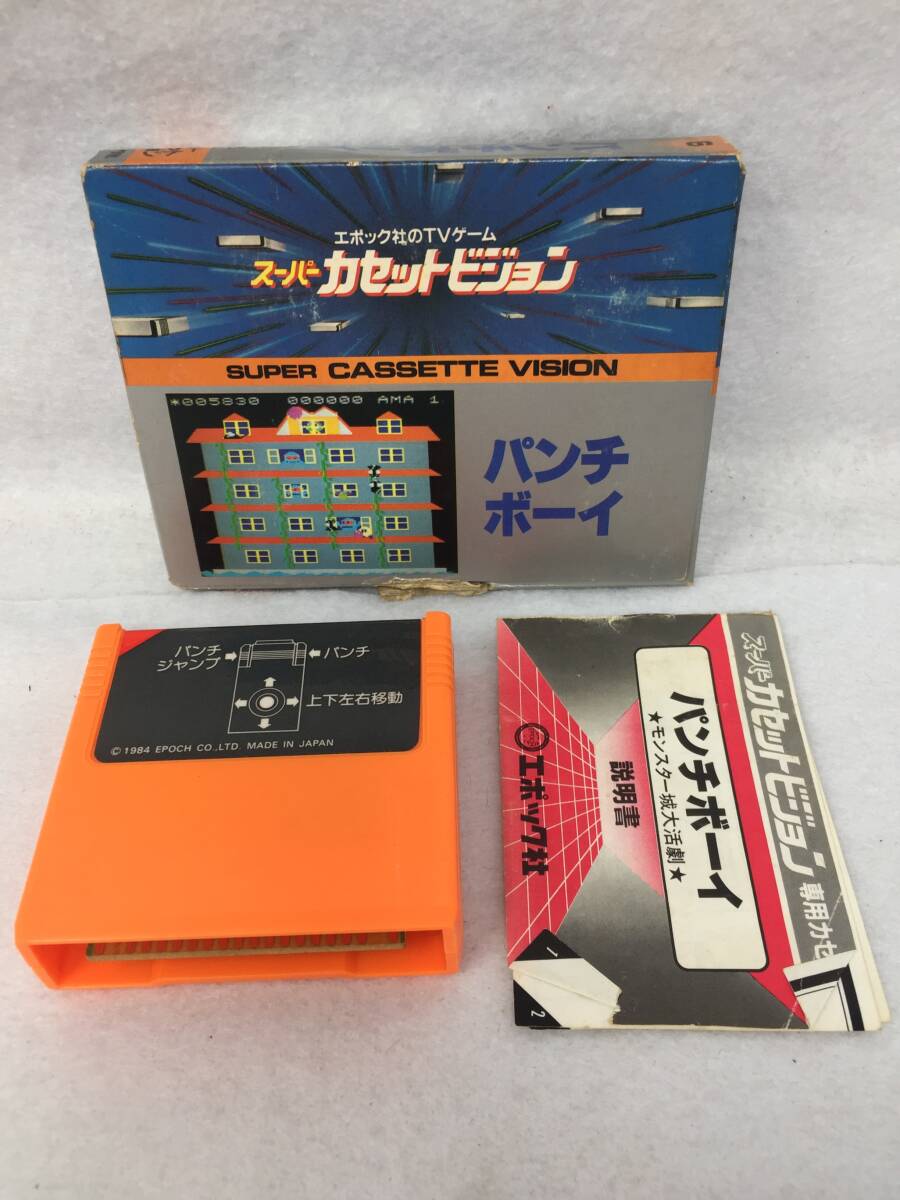 エポック社のTVゲーム
スーパーカセットビジョン
SUPER CASSETTE VISION
*005830 000000 AMA 1
パンチ
ボーイ
パンチ
ジャンプ
パンチ
上下左右移動
© 1984 EPOCH CO.,LTD. MADE IN JAPAN
スーパーカセットビジョン 専用カセ
パンチボーイ
★モンスター城大活劇★
説明書
エポック社
1
2